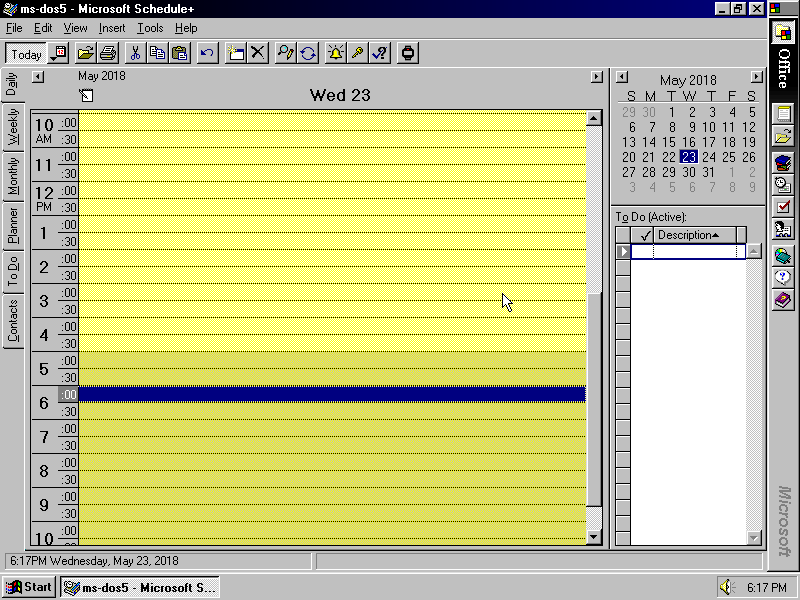 ms-dos5 - Microsoft Schedule+
File Edit View Insert Tools Help
Today
May 2018
Wed 23
Daily
Weekly
Monthly
Planner
To Do
Contacts
10 AM :00
:30
11 :00
:30
12 PM :00
:30
1 :00
:30
2 :00
:30
3 :00
:30
4 :00
:30
5 :00
:30
6 :00
:30
7 :00
:30
8 :00
:30
9 :00
:30
10 :00
May 2018
S M T W T F S
29 30 1 2 3 4 5
6 7 8 9 10 11 12
13 14 15 16 17 18 19
20 21 22 23 24 25 26
27 28 29 30 31 1 2
3 4 5 6 7 8 9
To Do (Active):
Description
Office
Microsoft
6:17PM Wednesday, May 23, 2018
Start
ms-dos5 - Microsoft S...
6:17 PM